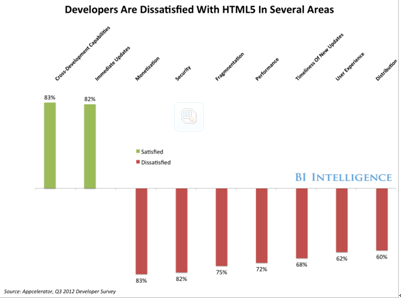 Developers Are Dissatisfied With HTML5 In Several Areas
Cross-Development Capabilities
Immediate Updates
Monetization
Security
Fragmentation
Performance
Timeliness Of New Updates
User Experience
Distribution
83%
82%
Satisfied
Dissatisfied
BI INTELLIGENCE
83%
82%
75%
72%
68%
62%
60%
Source: Appcelerator, Q3 2012 Developer Survey